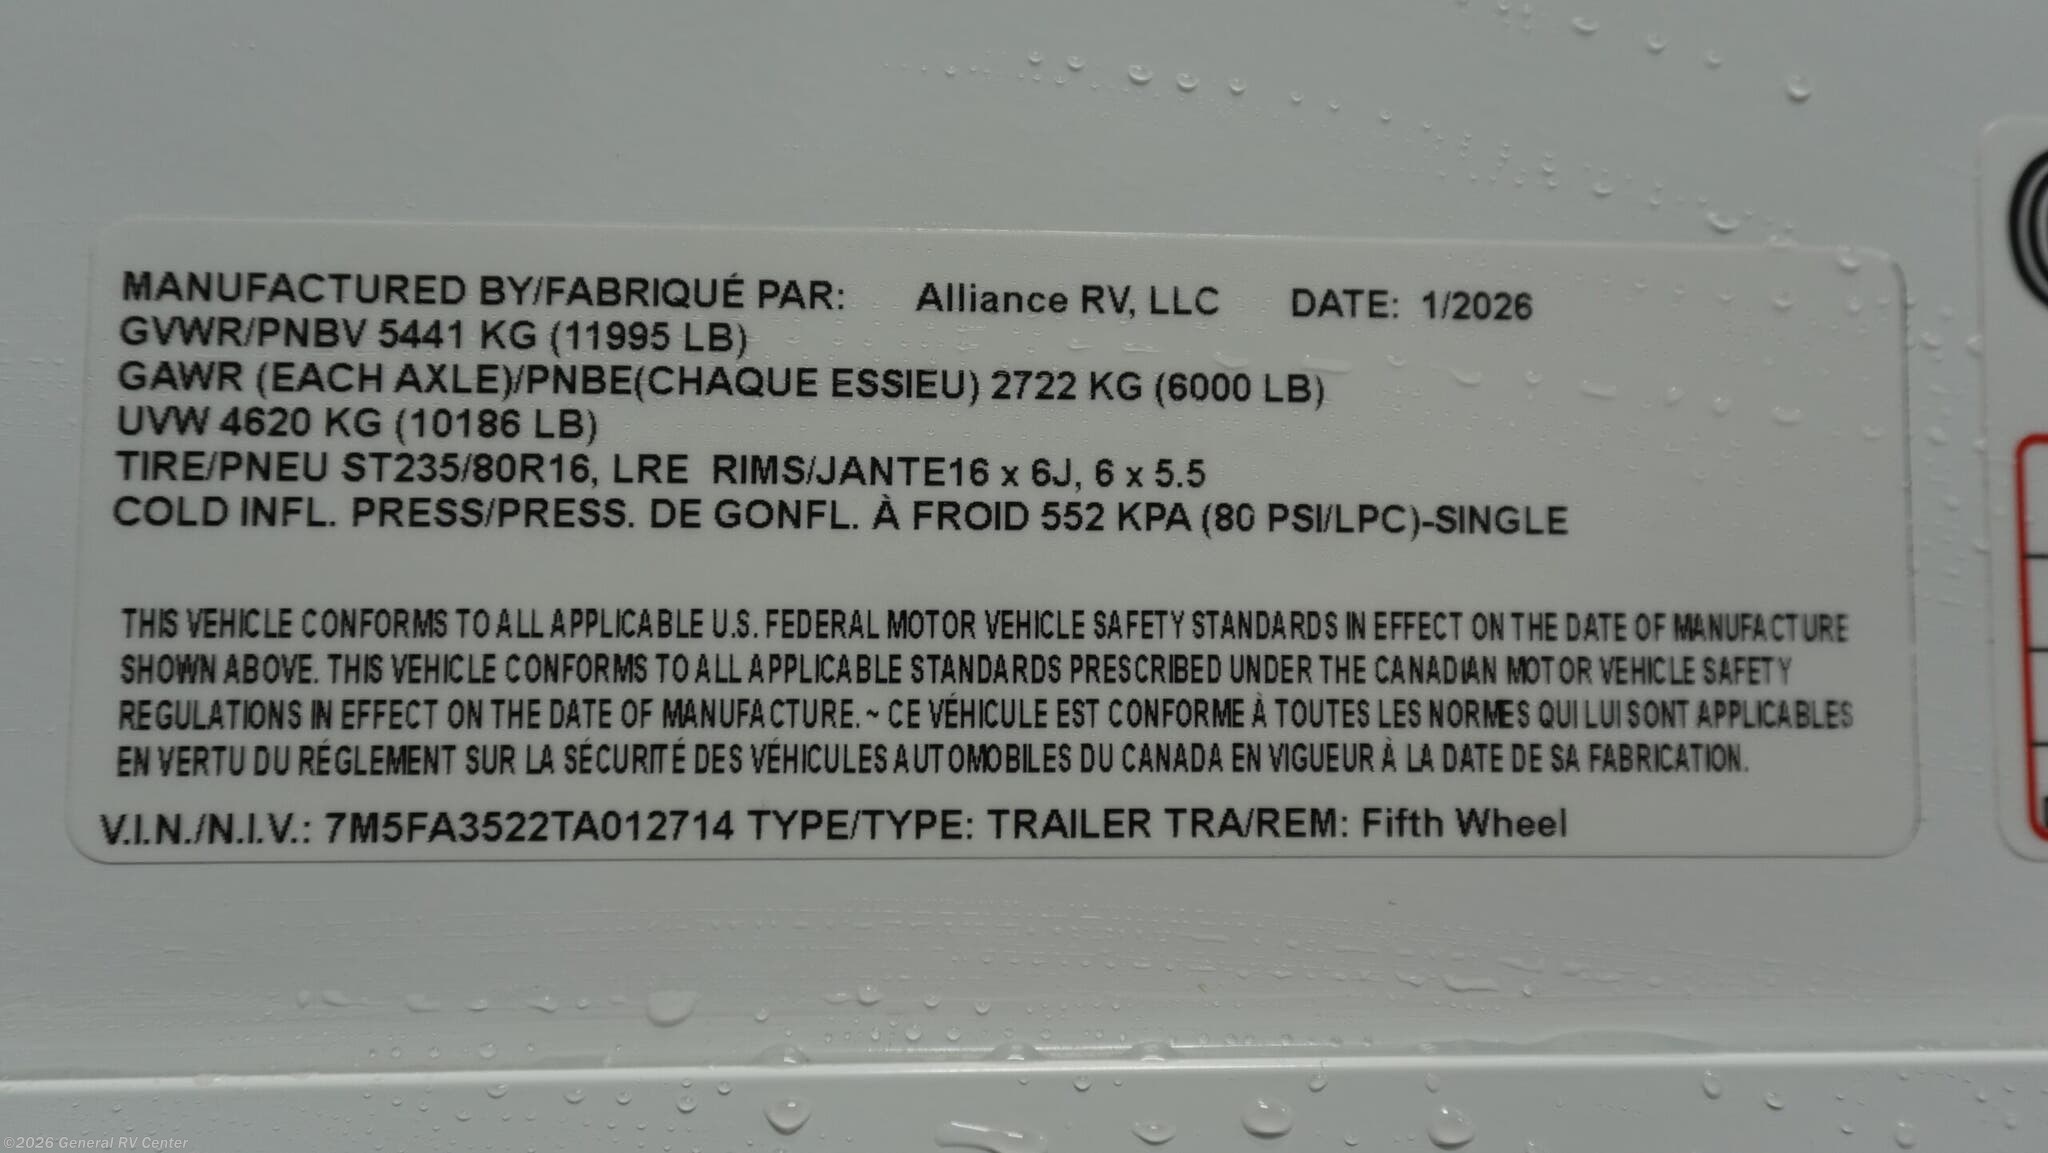 MANUFACTURED BY/FABRIQUÉ PAR: Alliance RV, LLC DATE: 1/2026
GVWR/PNBV 5441 KG (11995 LB)
GAWR (EACH AXLE)/PNBE(CHAQUE ESSIEU) 2722 KG (6000 LB)
UVW 4620 KG (10186 LB)
TIRE/PNEU ST235/80R16, LRE RIMS/JANTE16 x 6J, 6 x 5.5
COLD INFL. PRESS/PRESS. DE GONFL. À FROID 552 KPA (80 PSI/LPC)-SINGLE
THIS VEHICLE CONFORMS TO ALL APPLICABLE U.S. FEDERAL MOTOR VEHICLE SAFETY STANDARDS IN EFFECT ON THE DATE OF MANUFACTURE
SHOWN ABOVE. THIS VEHICLE CONFORMS TO ALL APPLICABLE STANDARDS PRESCRIBED UNDER THE CANADIAN MOTOR VEHICLE SAFETY
REGULATIONS IN EFFECT ON THE DATE OF MANUFACTURE. ~ CE VÉHICULE EST CONFORME À TOUTES LES NORMES QUI LUI SONT APPLICABLES
EN VERTU DU RÉGLEMENT SUR LA SÉCURITÉ DES VÉHICULES AUTOMOBILES DU CANADA EN VIGUEUR À LA DATE DE SA FABRICATION.
V.I.N./N.I.V.: 7M5FA3522TA012714 TYPE/TYPE: TRAILER TRA/REM: Fifth Wheel
©2026 General RV Center